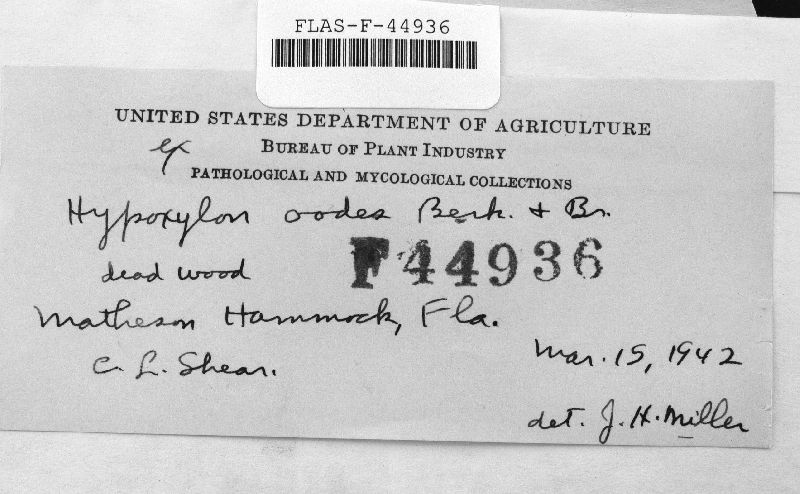 FLAS-F-44936
UNITED STATES DEPARTMENT OF AGRICULTURE
ex BUREAU OF PLANT INDUSTRY
PATHOLOGICAL AND MYCOLOGICAL COLLECTIONS
Hypoxylon oodes Berk. & Br.
dead wood F44936
Matheson Hammock, Fla.
Mar. 15, 1942
C. L. Shear.
det. J. H. Miller